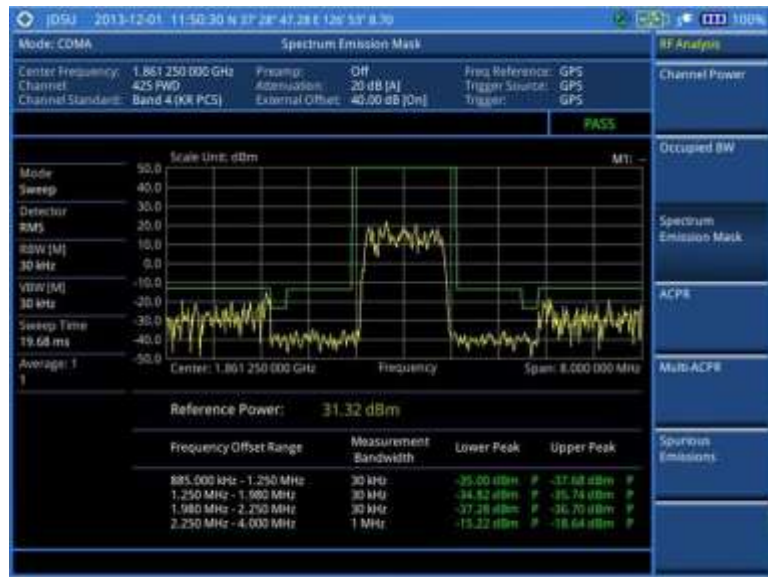 JDSU 2013-12-01 11:50:30 N 37° 28' 47.28 E 126° 53' 8.70 100%
Mode: CDMA Spectrum Emission Mask RF Analysis
Center Frequency: 1.861 250 000 GHz Preamp: Off Freq Reference: GPS
Channel: 425 FWD Attenuation: 20 dB [A] Trigger Source: GPS
Channel Standard: Band 4 (KR PCS) External Offset: 40.00 dB [On] Trigger: GPS
PASS
Channel Power
Occupied BW
Spectrum Emission Mask
ACPR
Multi-ACPR
Spurious Emissions
Scale Unit: dBm M1: --
Mode
Sweep
Detector
RMS
RBW [M]
30 kHz
VBW [M]
30 kHz
Sweep Time
19.68 ms
Average: 1
1
50.0
40.0
30.0
20.0
10.0
0.0
-10.0
-20.0
-30.0
-40.0
-50.0
Center: 1.861 250 000 GHz Frequency Span: 8.000 000 MHz
Reference Power: 31.32 dBm
Frequency Offset Range Measurement Bandwidth Lower Peak Upper Peak
885.000 kHz - 1.250 MHz 30 kHz -35.00 dBm P -37.68 dBm P
1.250 MHz - 1.980 MHz 30 kHz -34.82 dBm P -35.74 dBm P
1.980 MHz - 2.250 MHz 30 kHz -37.28 dBm P -36.70 dBm P
2.250 MHz - 4.000 MHz 1 MHz -15.22 dBm P -18.64 dBm P